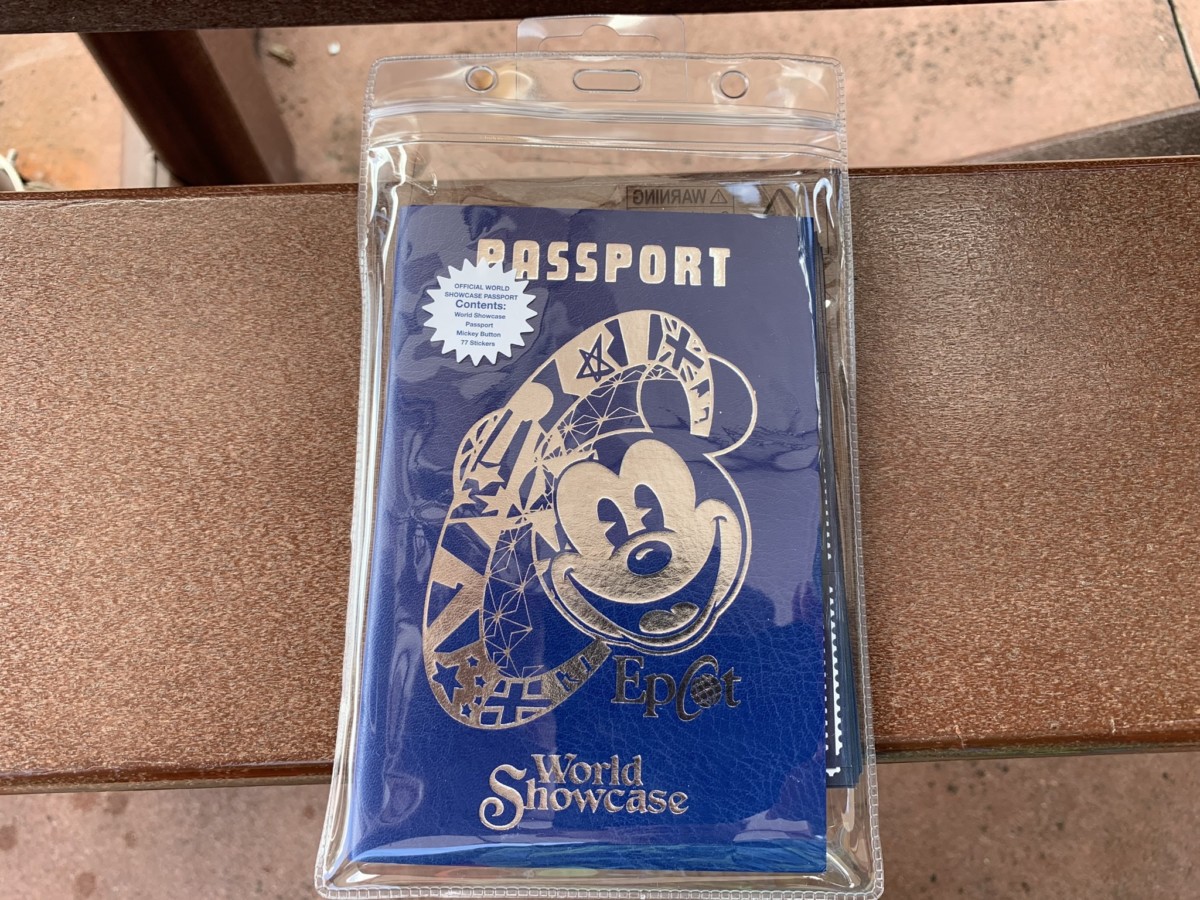 WARNING
PASSPORT
OFFICIAL WORLD
SHOWCASE PASSPORT
Contents:
World Showcase
Passport
Mickey Button
77 Stickers
Epcot
World
Showcase